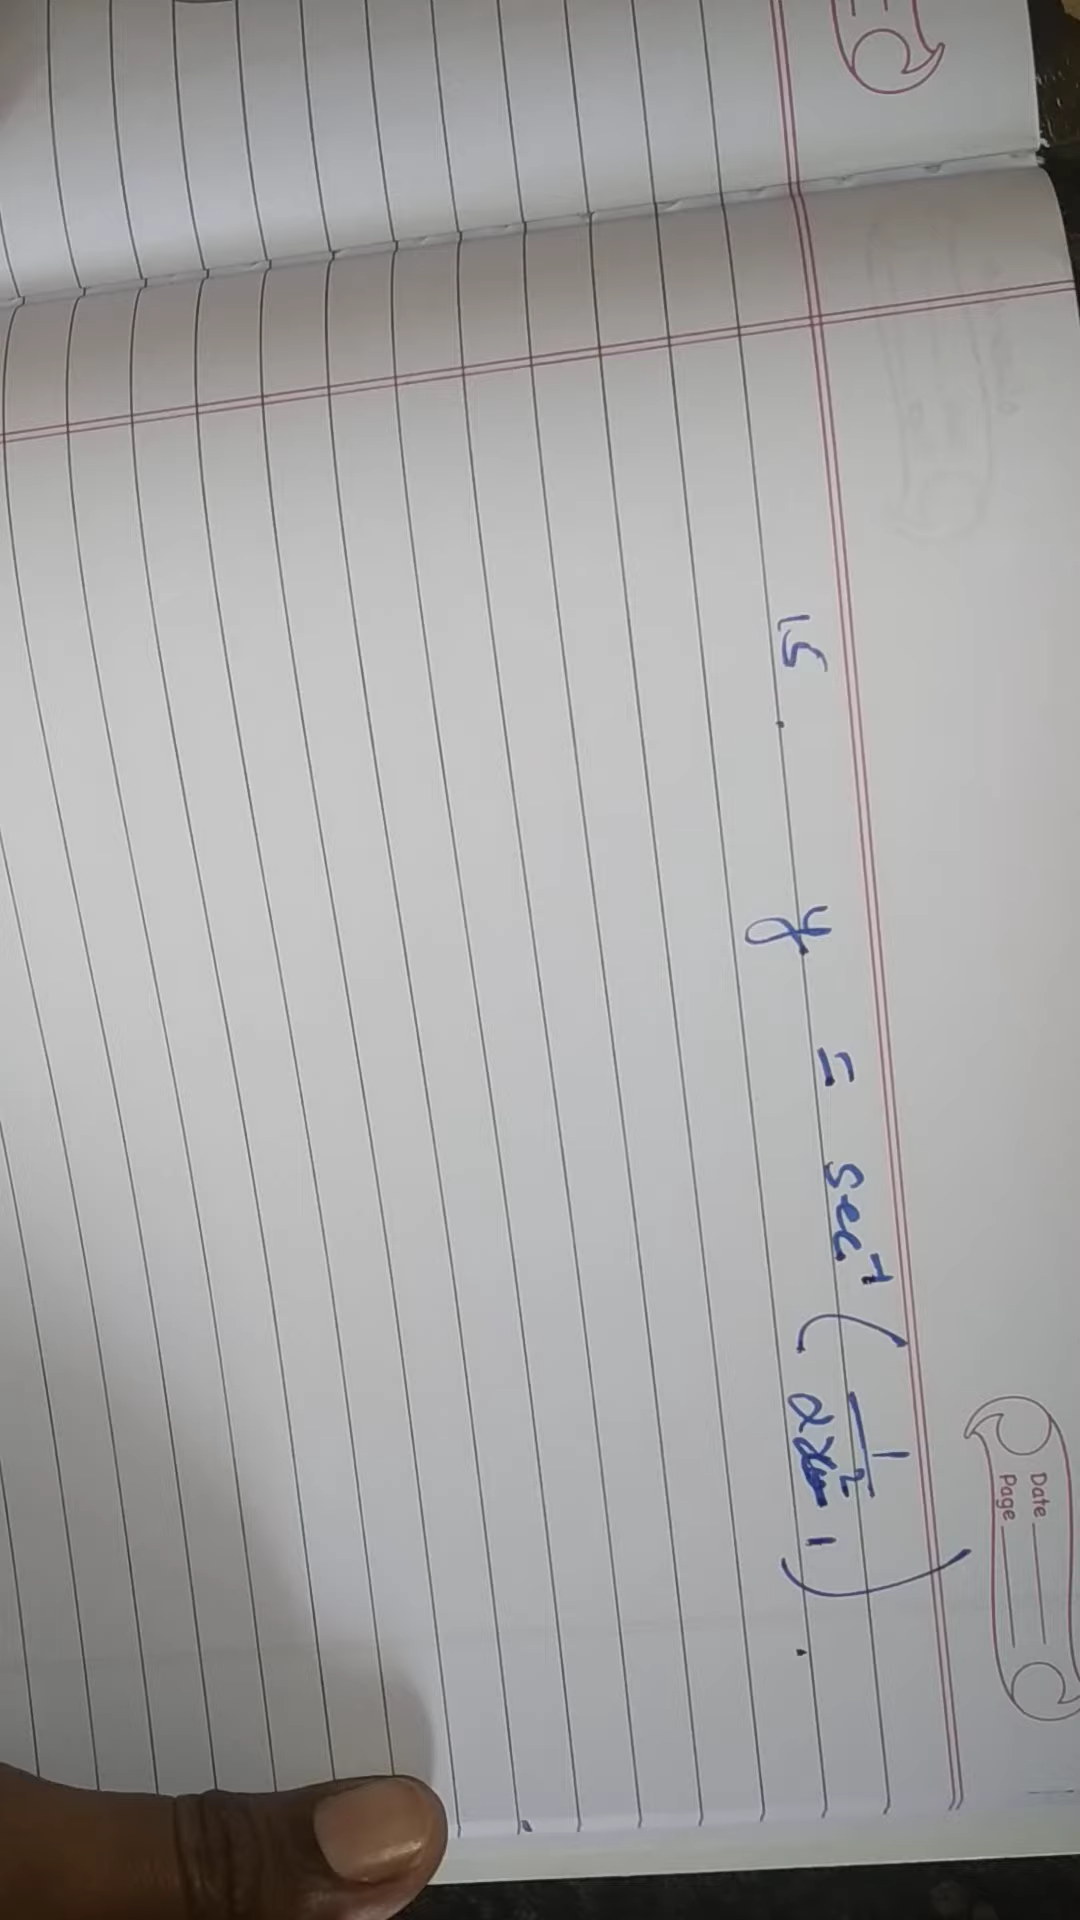 Date
Page
15. y = sec⁻¹ ( 1 / 2x² - 1 ) .